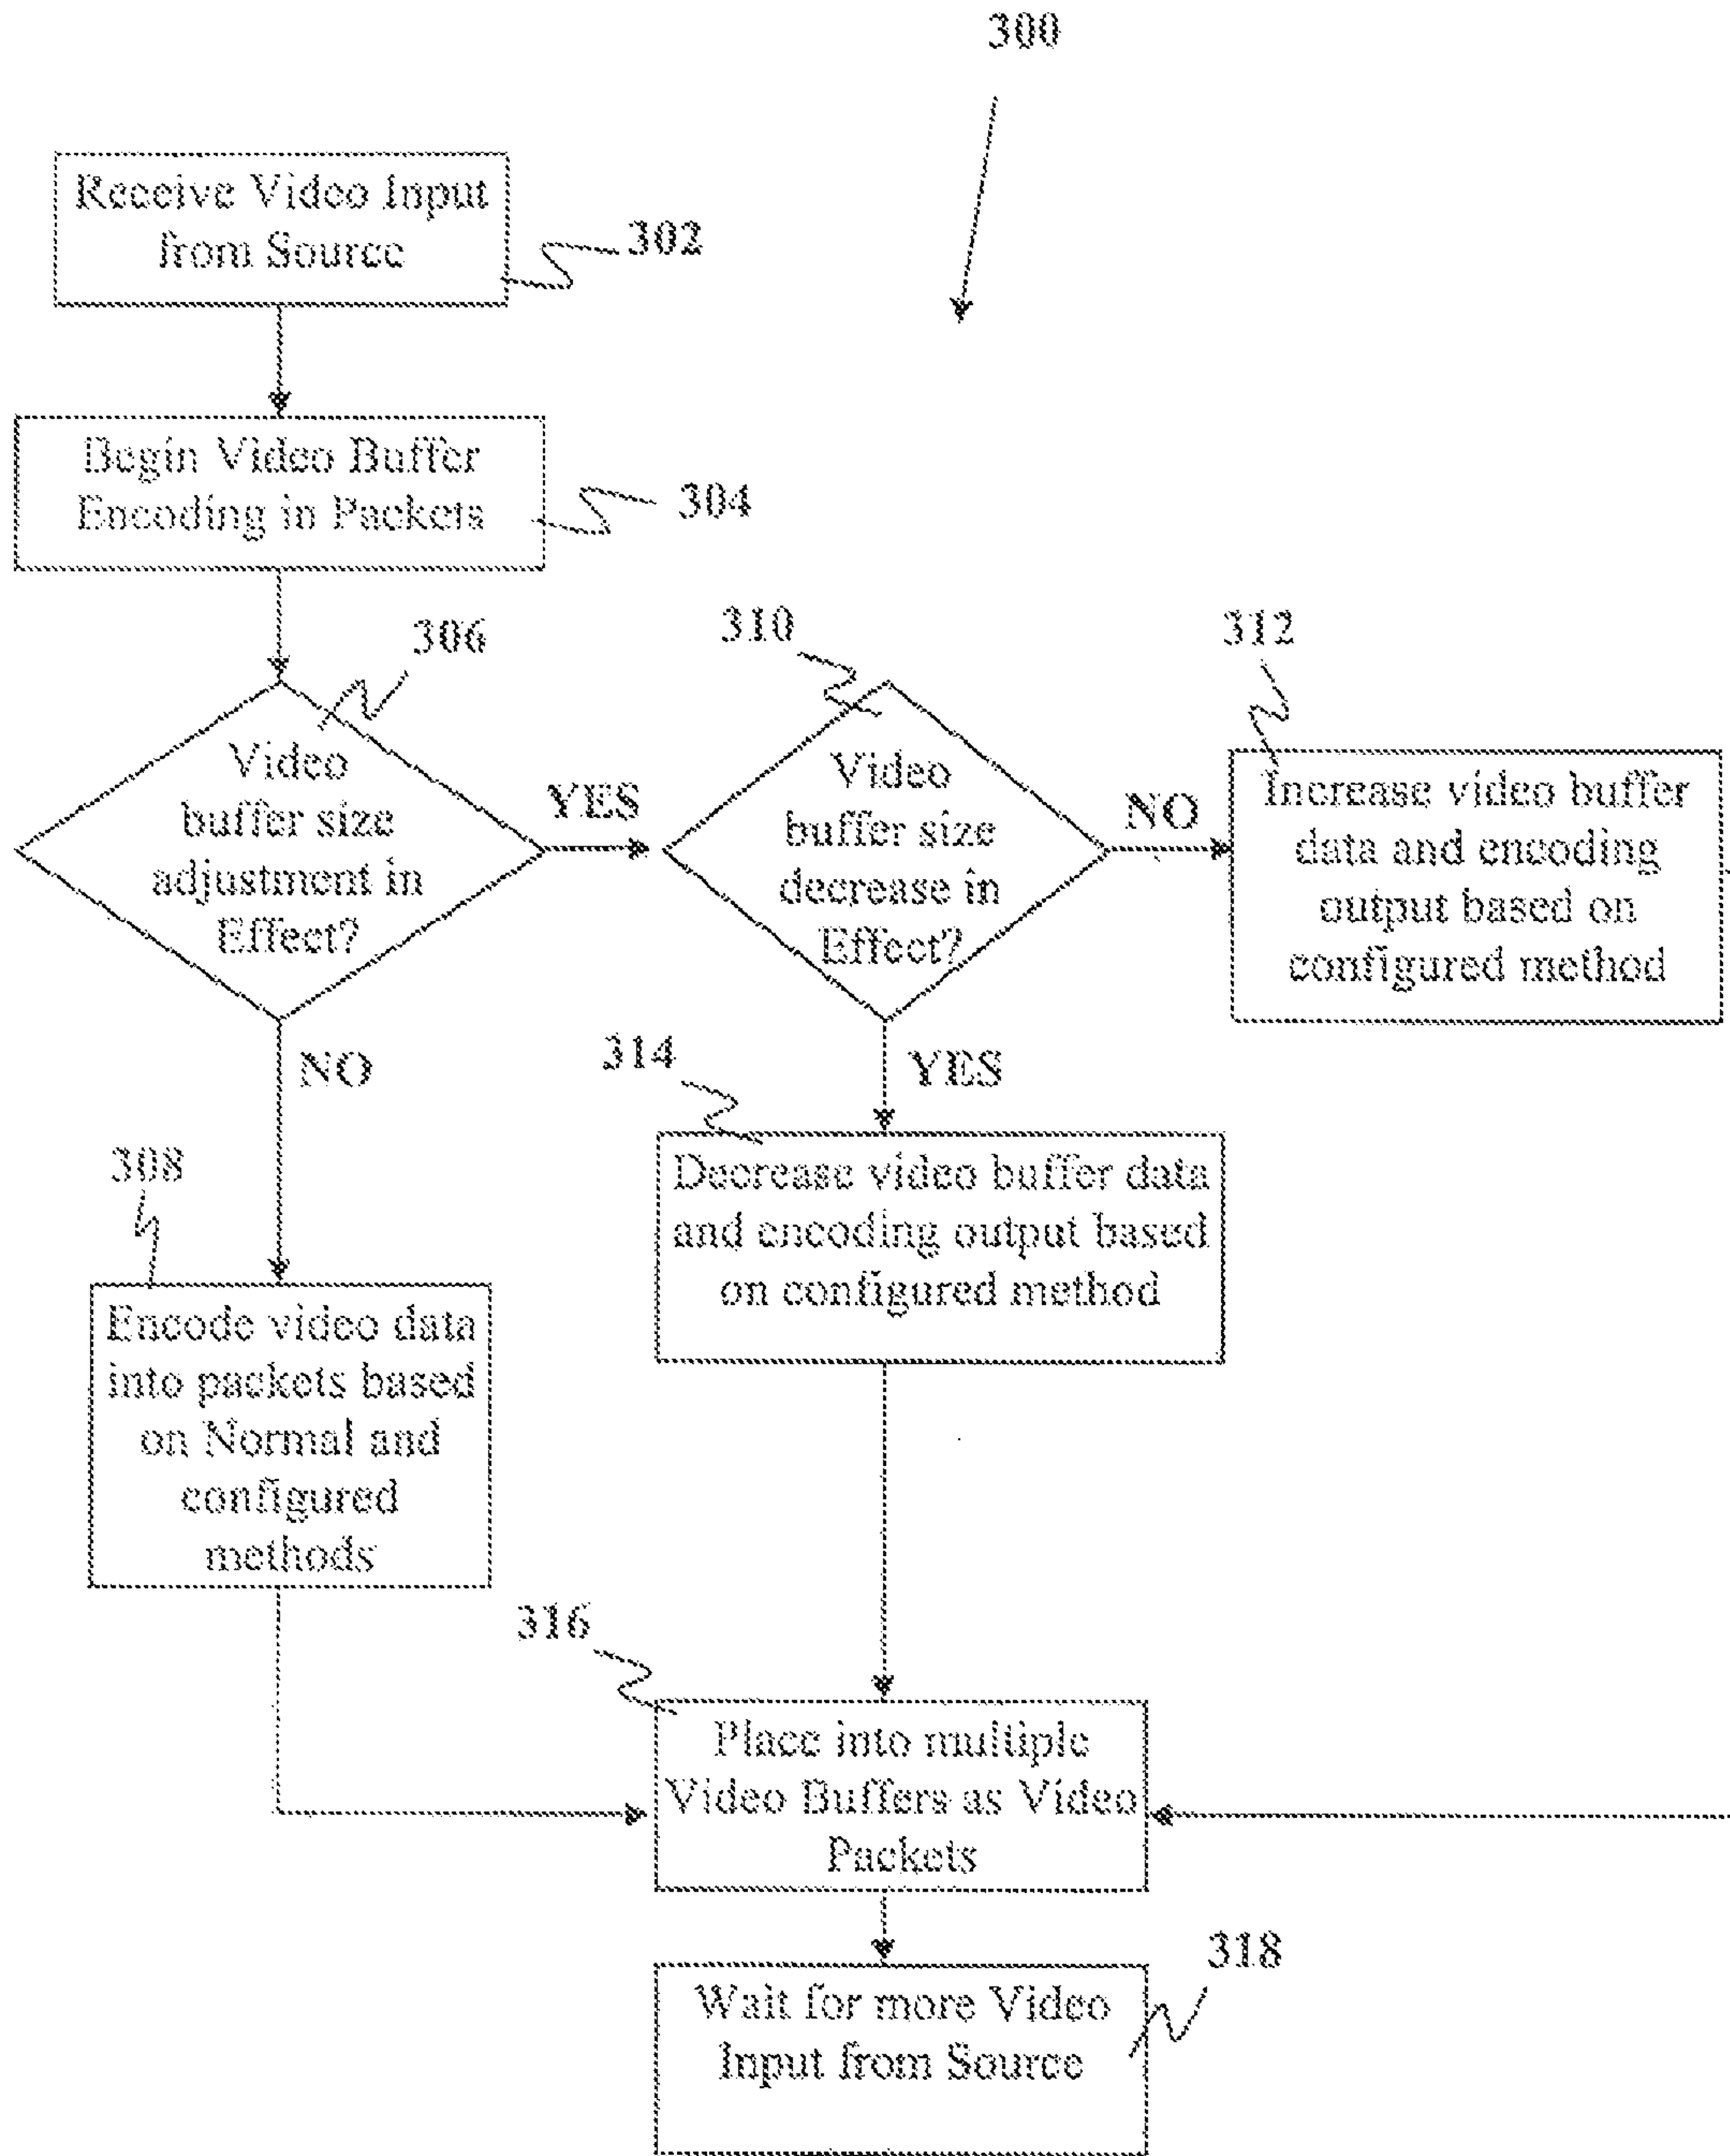 300
Receive Video Input
from Source
302
Begin Video Buffer
Encoding in Packets
304
306
Video
buffer size
adjustment in
Effect?
YES
310
Video
buffer size
decrease in
Effect?
NO
312
Increase video buffer
data and encoding
output based on
configured method
NO
314
YES
308
Decrease video buffer data
and encoding output based
on configured method
Encode video data
into packets based
on Normal and
configured
methods
316
Place into multiple
Video Buffers as Video
Packets
318
Wait for more Video
Input from Source